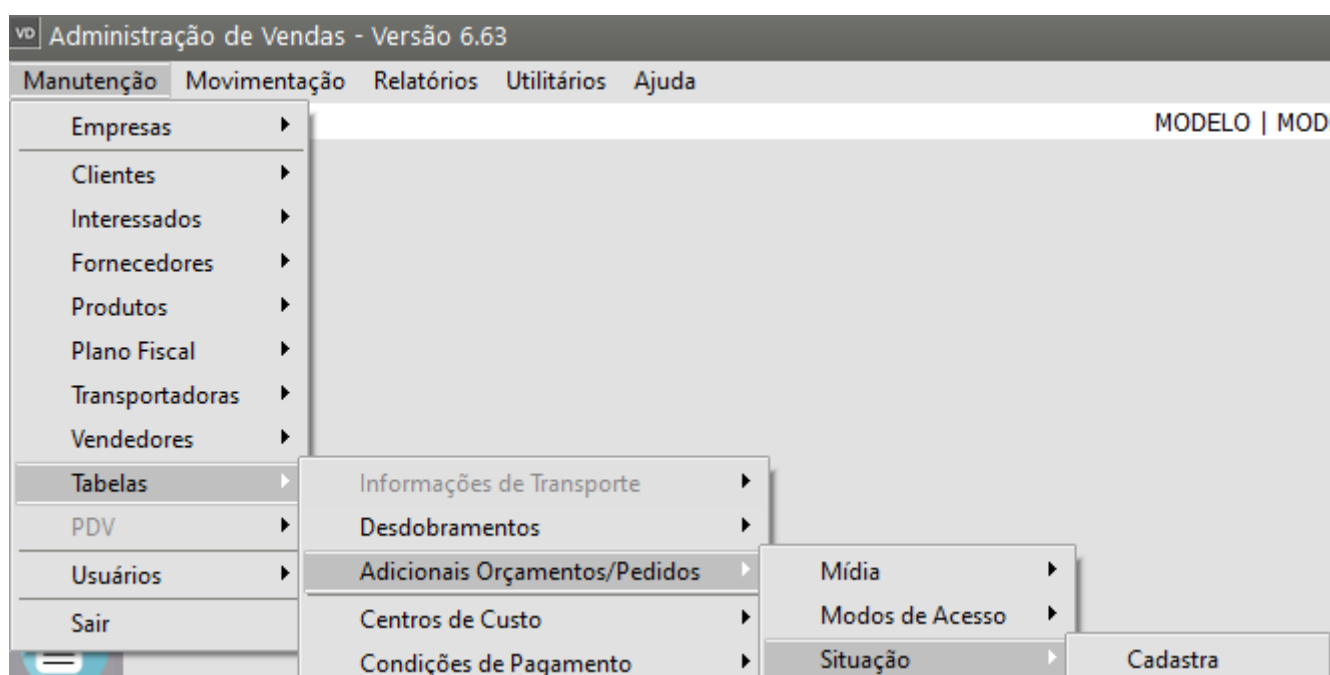 VD Administração de Vendas - Versão 6.63
Manutenção Movimentação Relatórios Utilitários Ajuda
Empresas
MODELO | MOD
Clientes
Interessados
Fornecedores
Produtos
Plano Fiscal
Transportadoras
Vendedores
Tabelas
PDV
Usuários
Sair
Informações de Transporte
Desdobramentos
Adicionais Orçamentos/Pedidos
Centros de Custo
Condições de Pagamento
Mídia
Modos de Acesso
Situação
Cadastra